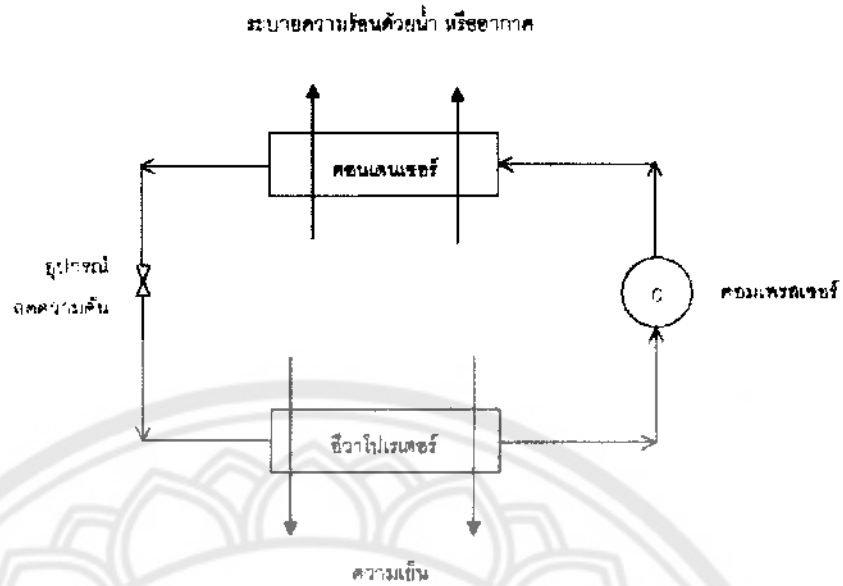 ระบายความร้อนด้วยน้ำ หรืออากาศ
คอนเดนเซอร์
อุปกรณ์
ลดความดัน
C
คอมเพรสเซอร์
อีวาโปเรเตอร์
ความเย็น